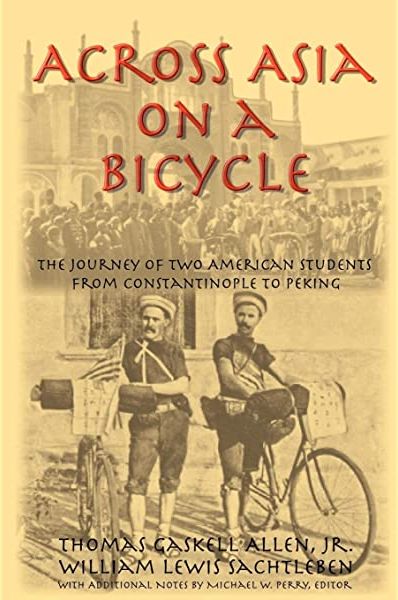 ACROSS ASIA
ON A
BICYCLE
THE JOURNEY OF TWO AMERICAN STUDENTS
FROM CONSTANTINOPLE TO PEKING
THOMAS GASKELL ALLEN, JR.
WILLIAM LEWIS SACHTLEBEN
WITH ADDITIONAL NOTES BY MICHAEL W. PERRY, EDITOR